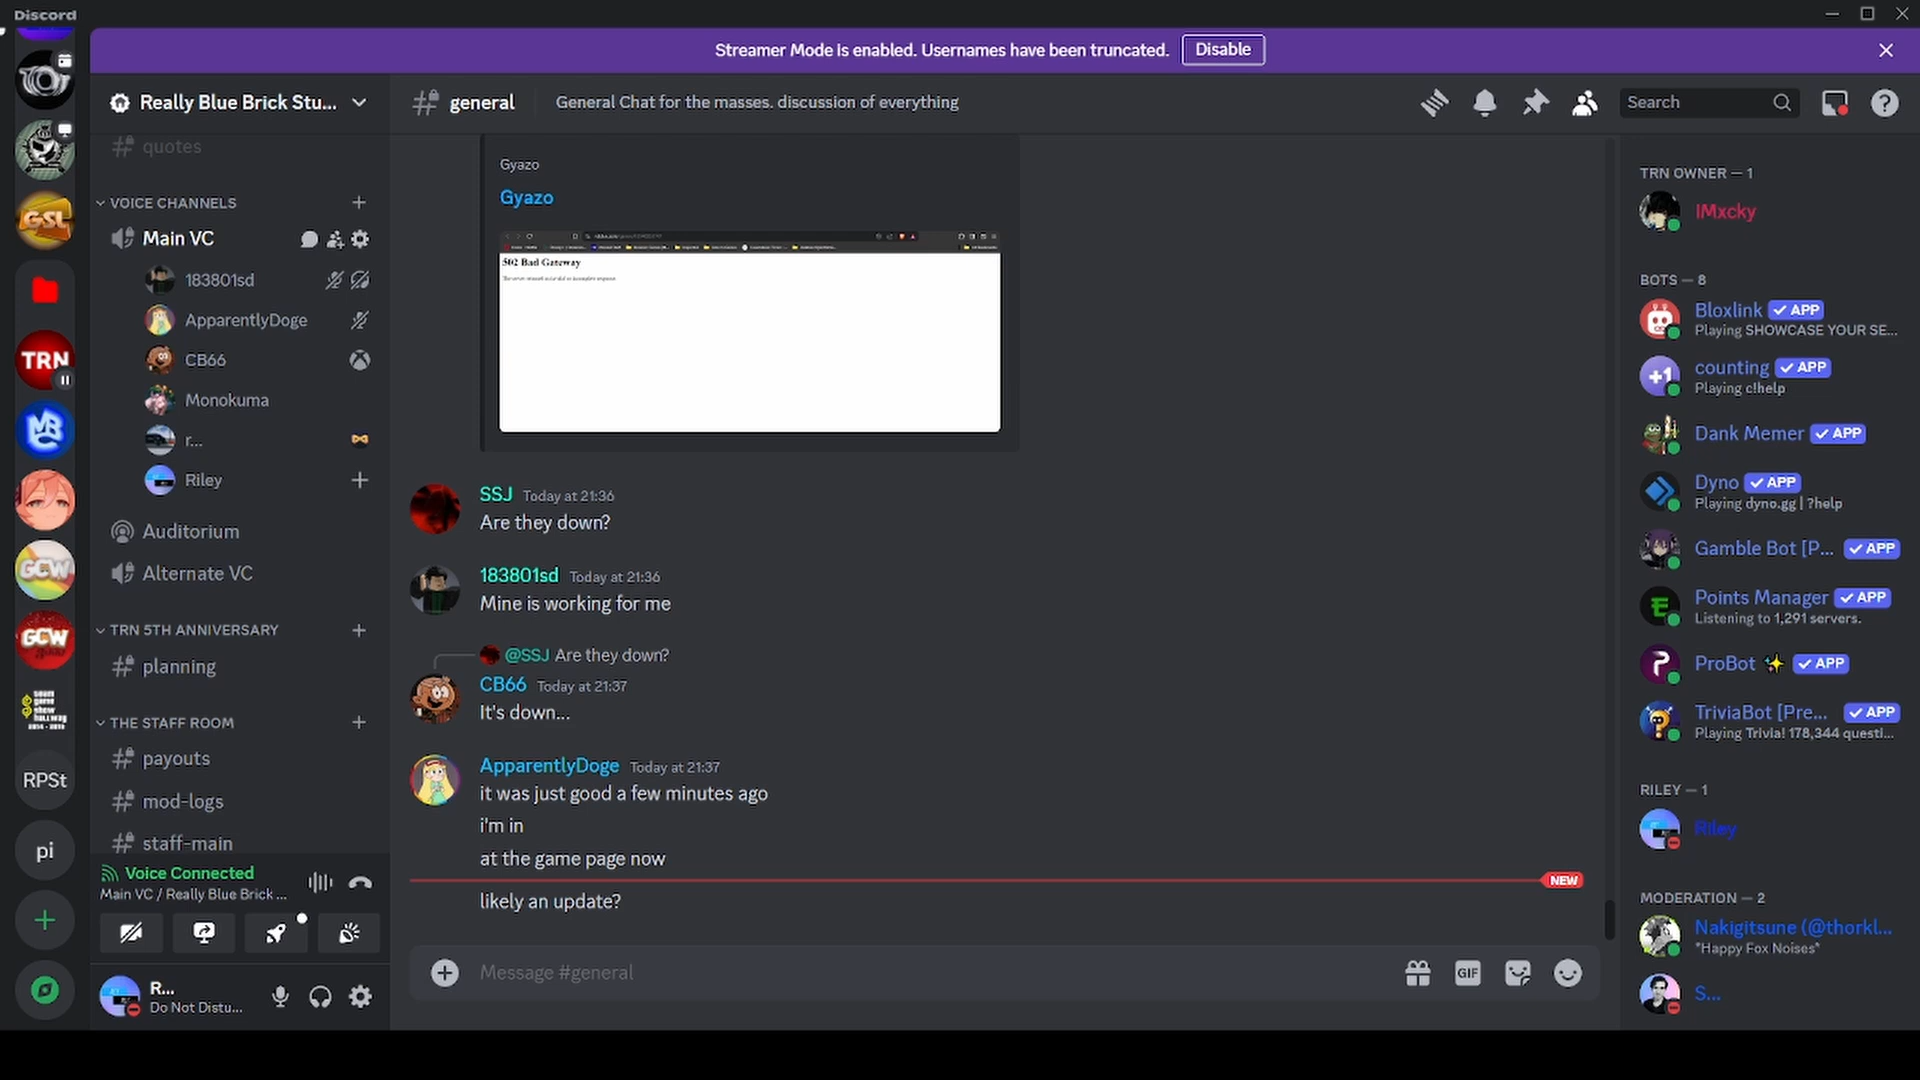 Discord
Streamer Mode is enabled. Usernames have been truncated.
Disable
Really Blue Brick Stu...
general
General Chat for the masses. discussion of everything
Search
quotes
VOICE CHANNELS
Main VC
183801sd
ApparentlyDoge
CB66
Monokuma
r...
Riley
Auditorium
Alternate VC
TRN 5TH ANNIVERSARY
planning
THE STAFF ROOM
payouts
mod-logs
staff-main
Voice Connected
Main VC / Really Blue Brick ...
R...
Do Not Distu...
GSL
TRN
GCW
GCW
RPSt
pi
Gyazo
Gyazo
502 Bad Gateway
SSJ Today at 21:36
Are they down?
183801sd Today at 21:36
Mine is working for me
@SSJ Are they down?
CB66 Today at 21:37
It's down...
ApparentlyDoge Today at 21:37
it was just good a few minutes ago
i'm in
at the game page now
NEW
likely an update?
Message #general
GIF
TRN OWNER — 1
IMxcky
BOTS — 8
Bloxlink APP
Playing SHOWCASE YOUR SE...
counting APP
Playing c!help
+1
Dank Memer APP
Dyno APP
Playing dyno.gg | ?help
Gamble Bot [P... APP
Points Manager APP
Listening to 1,291 servers.
ProBot ✨ APP
TriviaBot [Pre... APP
Playing Trivia! 178,344 questi...
RILEY — 1
Riley
MODERATION — 2
Nakigitsune (@thorkl...
*Happy Fox Noises*
S...